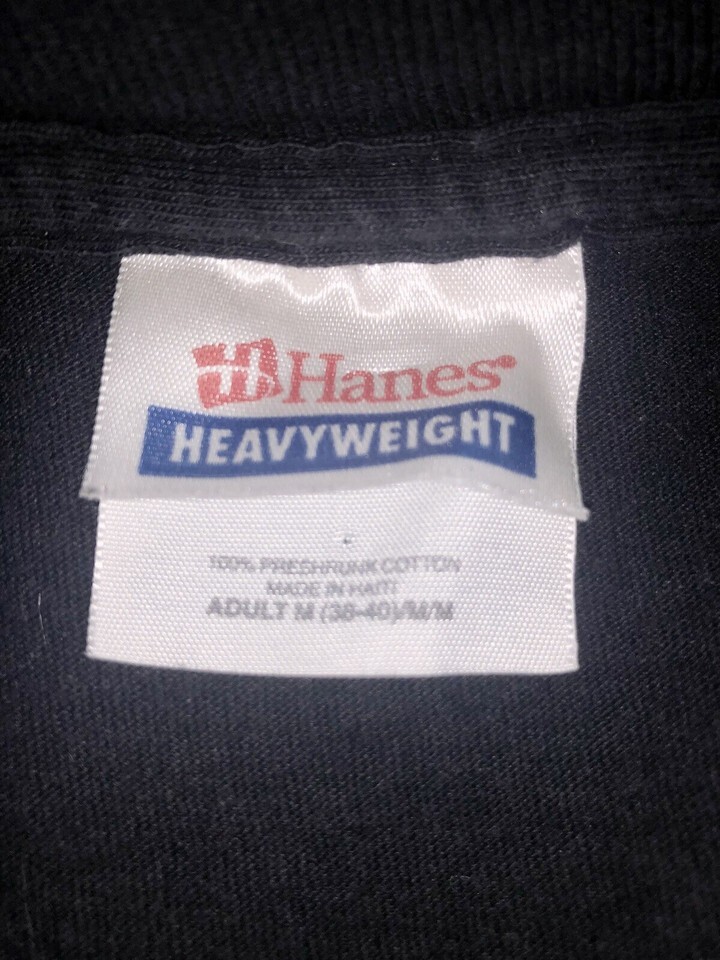 Hanes®
HEAVYWEIGHT
100% PRESHRUNK COTTON
MADE IN HAITI
ADULT M (38-40)/M/M